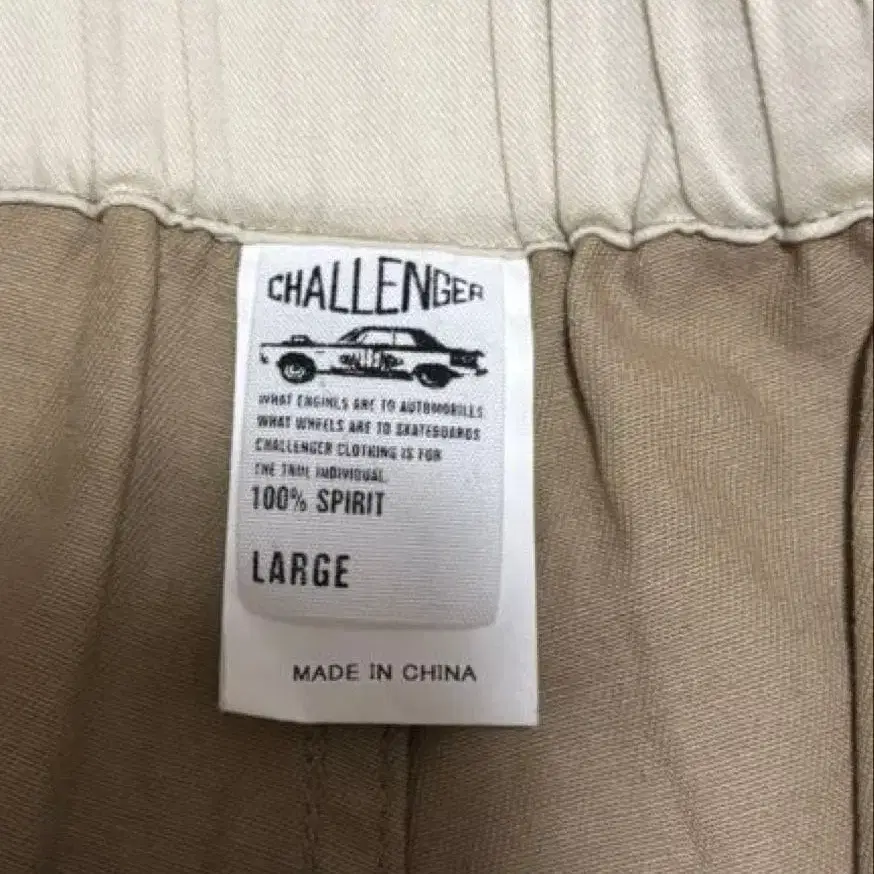 CHALLENGER
WHAT ENGINES ARE TO AUTOMOBILLS
WHAT WHEELS ARE TO SKATEBOARDS
CHALLENGER CLOTHING IS FOR
THE TRUE INDIVIDUAL.
100% SPIRIT
LARGE
MADE IN CHINA